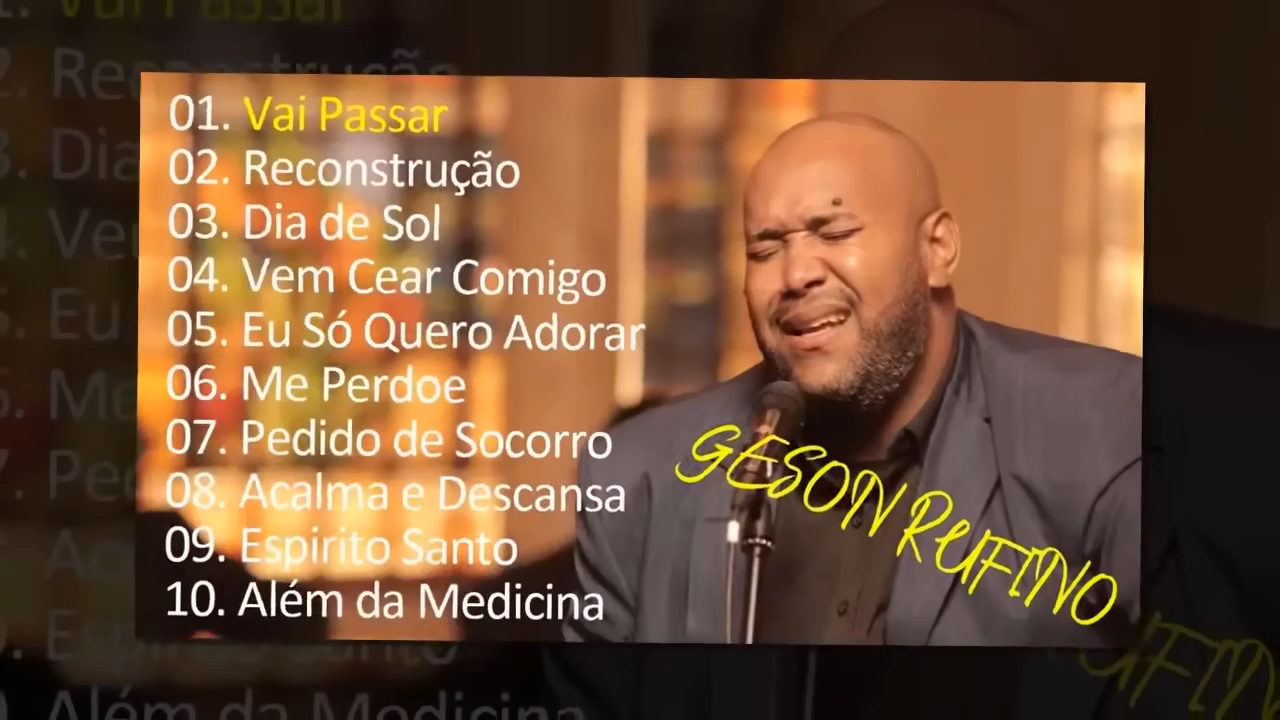 01. Vai Passar
02. Reconstrução
03. Dia de Sol
04. Vem Cear Comigo
05. Eu Só Quero Adorar
06. Me Perdoe
07. Pedido de Socorro
08. Acalma e Descansa
09. Espirito Santo
10. Além da Medicina
GESON RUFINO